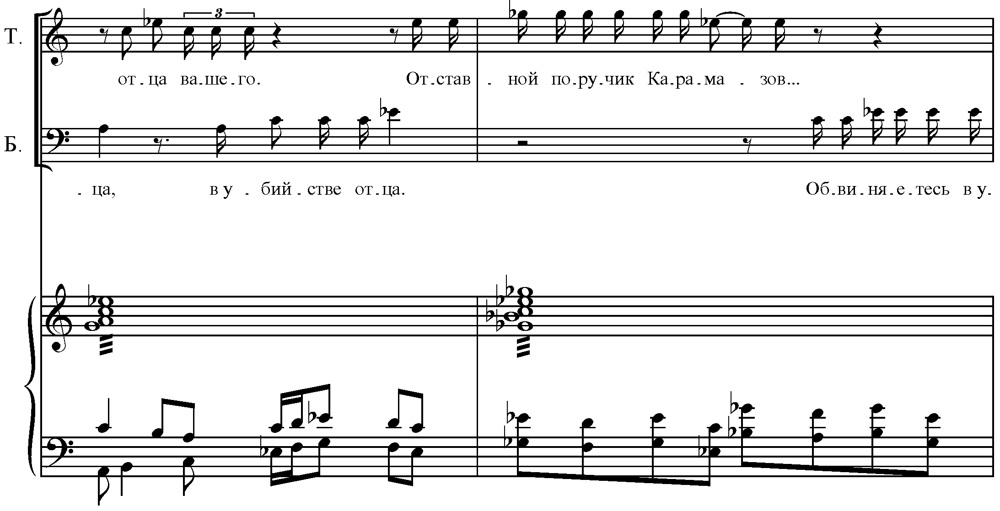 3
Т.
от - ца ва - ше - го. От - став - ной по - ру - чик Ка - ра - ма - зов...
Б.
- ца, в у - бий - стве от - ца. Об - ви - ня - е - тесь в у -